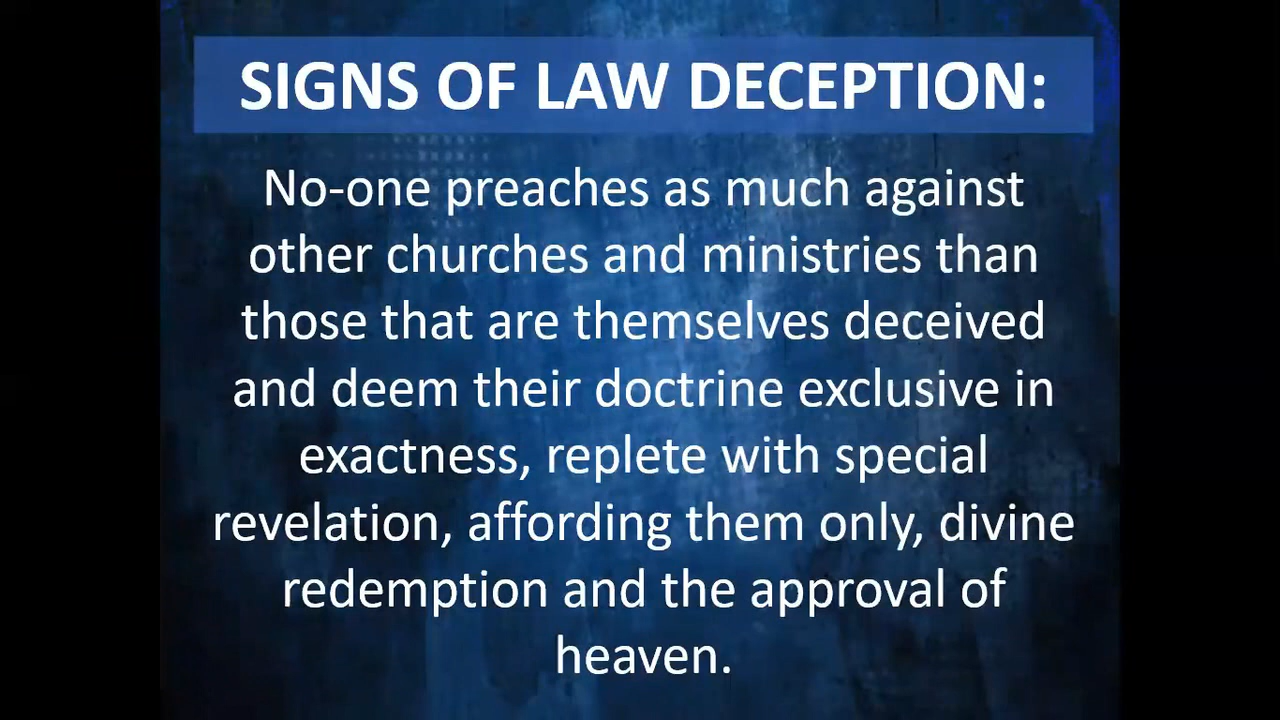 SIGNS OF LAW DECEPTION:
No-one preaches as much against
other churches and ministries than
those that are themselves deceived
and deem their doctrine exclusive in
exactness, replete with special
revelation, affording them only, divine
redemption and the approval of
heaven.